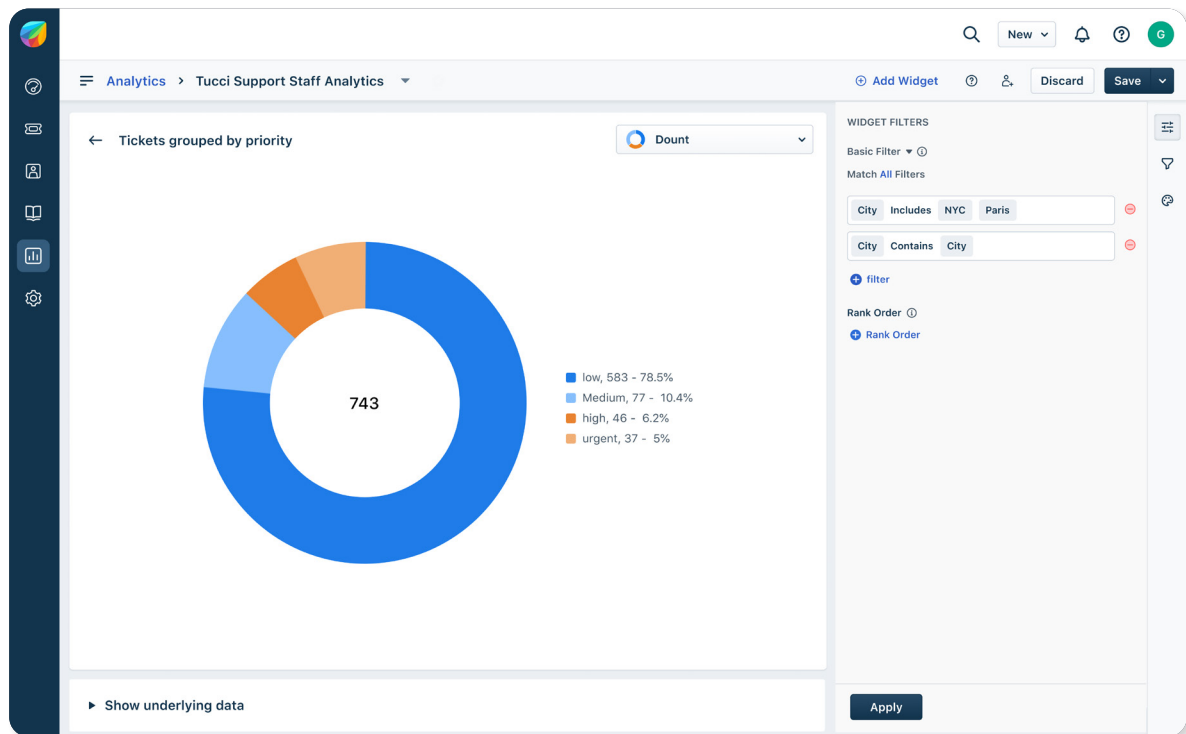 New
G
Analytics > Tucci Support Staff Analytics
Add Widget
Discard
Save
Tickets grouped by priority
Dount
743
low, 583 - 78.5%
Medium, 77 - 10.4%
high, 46 - 6.2%
urgent, 37 - 5%
Show underlying data
WIDGET FILTERS
Basic Filter
Match All Filters
City Includes NYC Paris
City Contains City
filter
Rank Order
Rank Order
Apply